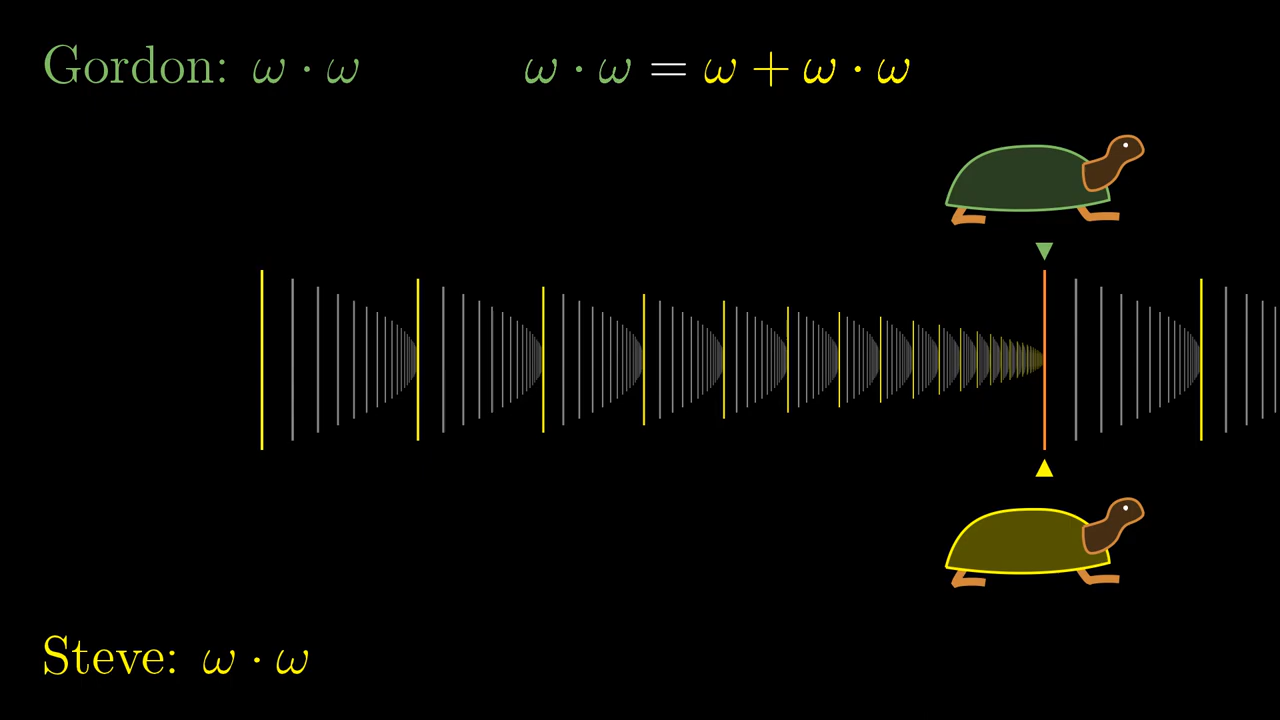 Gordon: ω · ω
ω · ω = ω + ω · ω
Steve: ω · ω